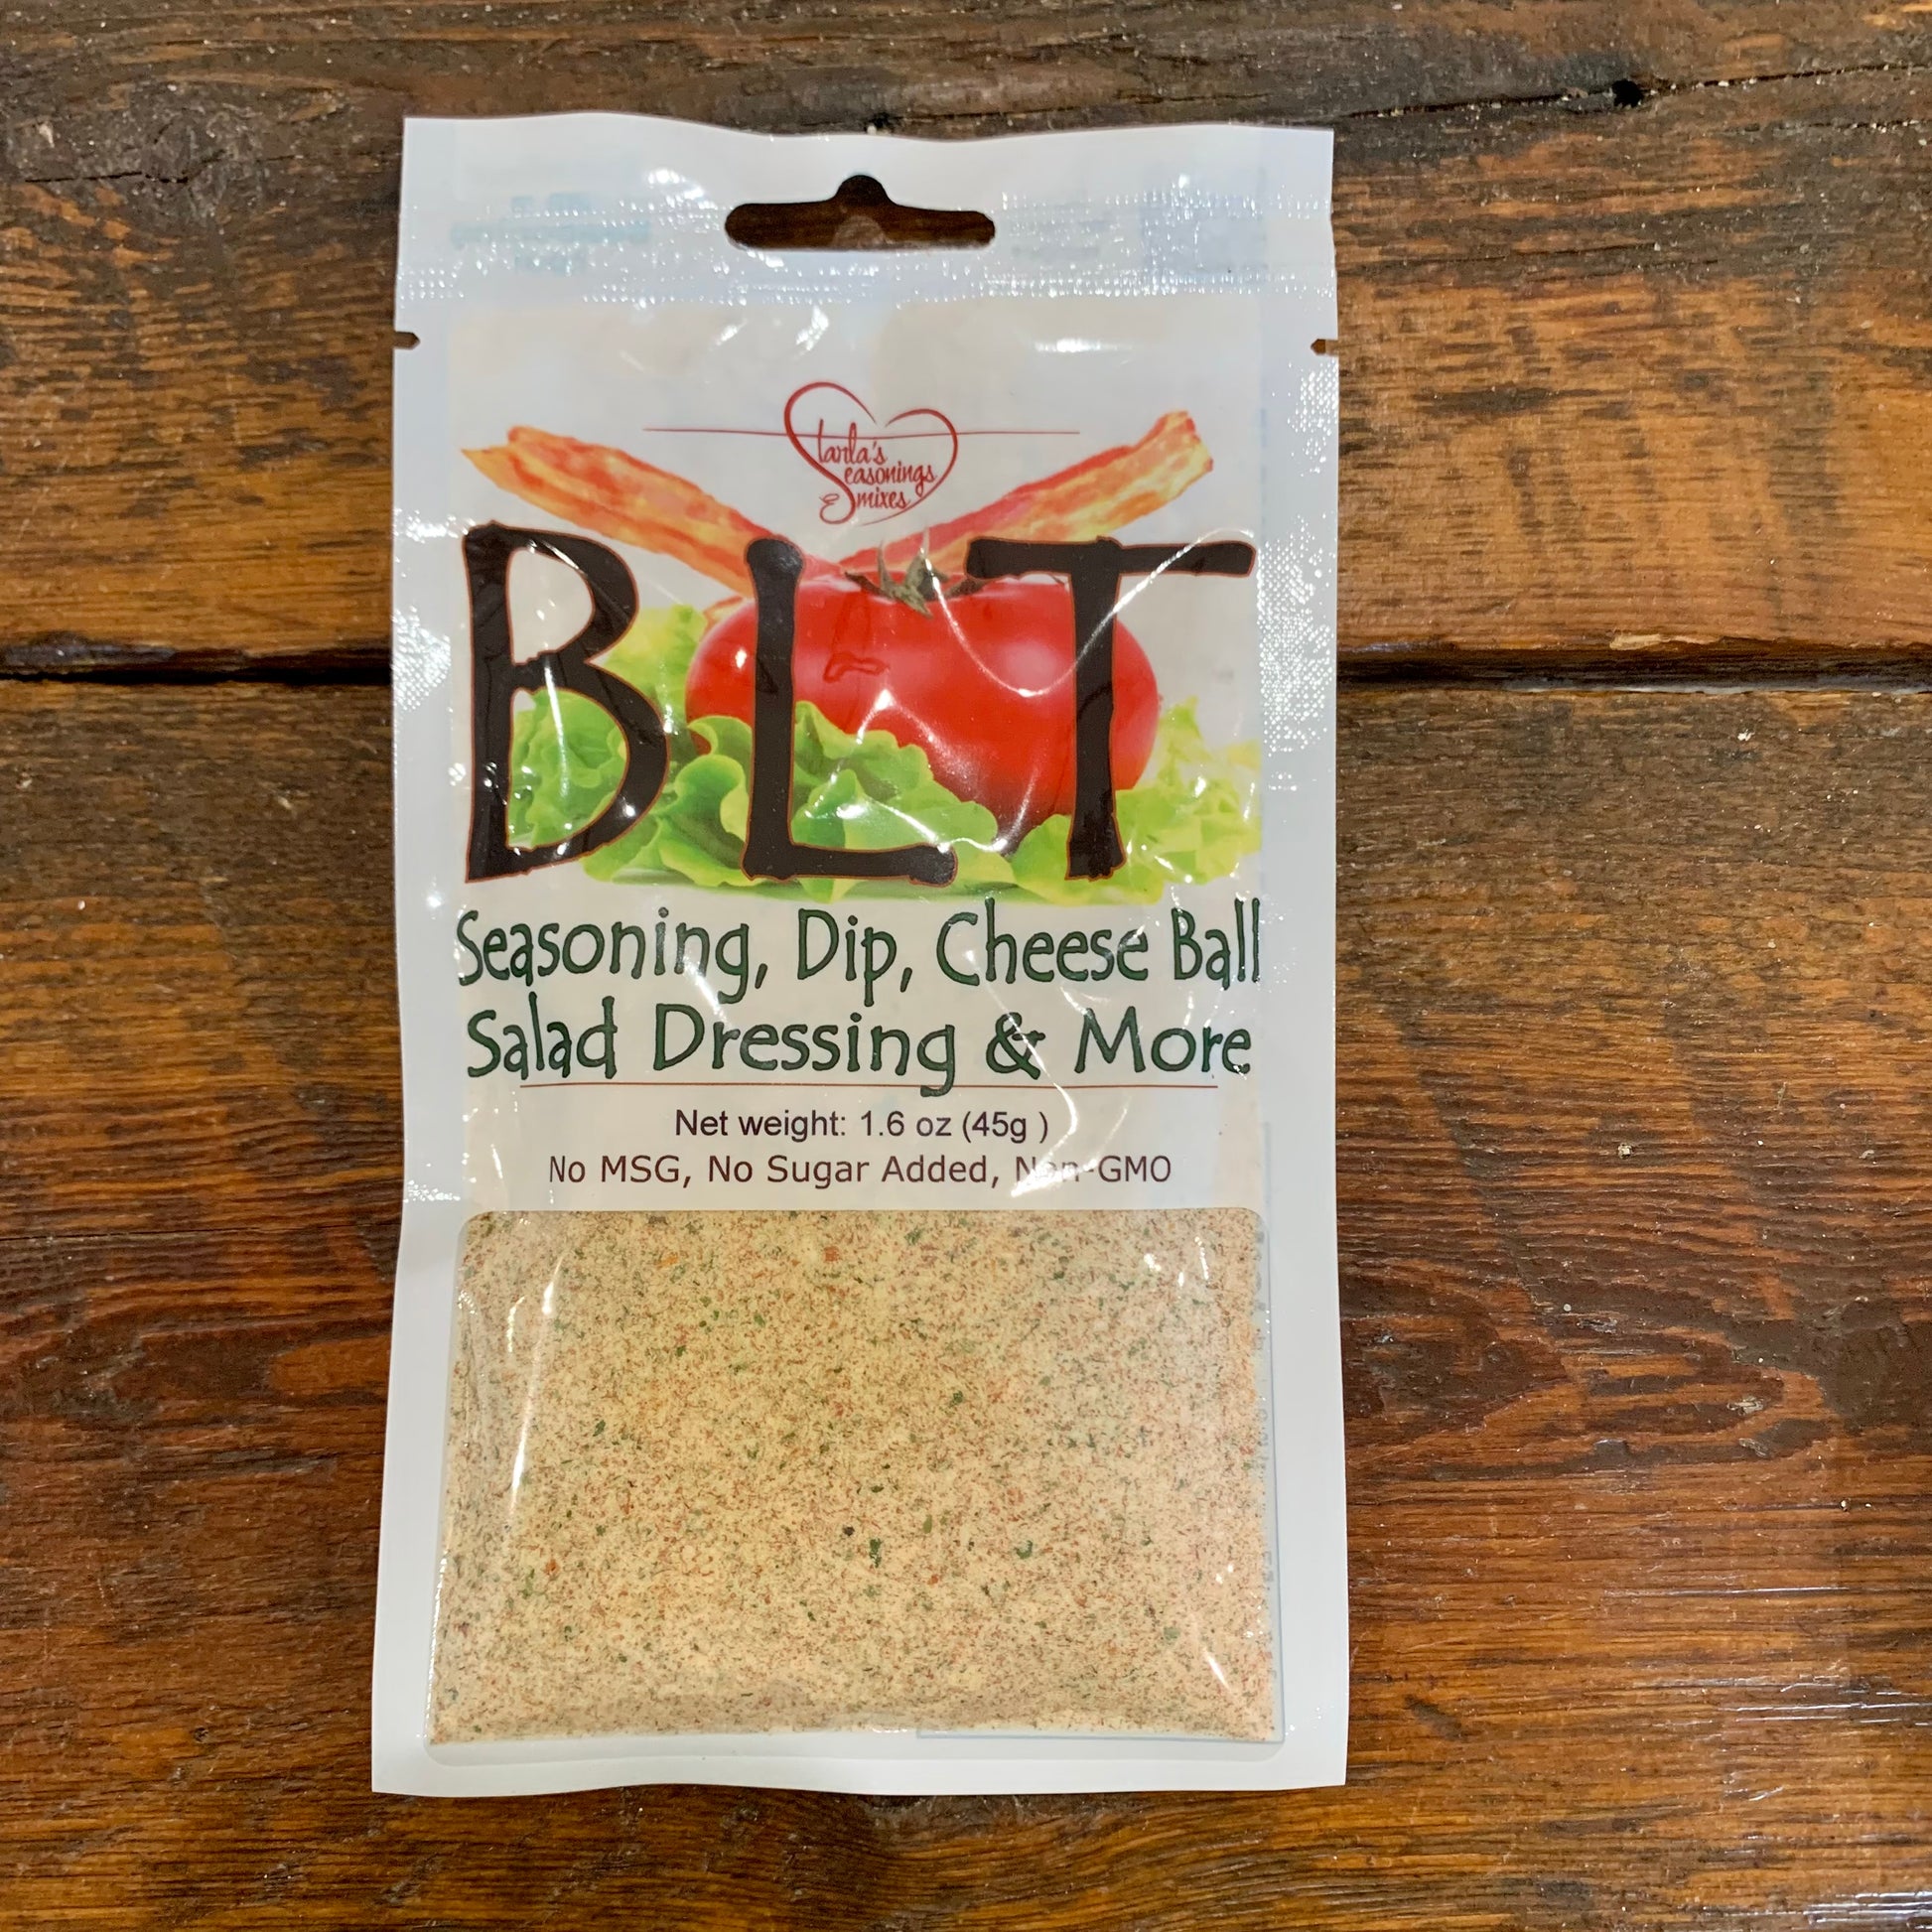 Tarla's
Seasonings
& mixes
BLT
Seasoning, Dip, Cheese Ball
Salad Dressing & More
Net weight: 1.6 oz (45g )
No MSG, No Sugar Added, Non-GMO